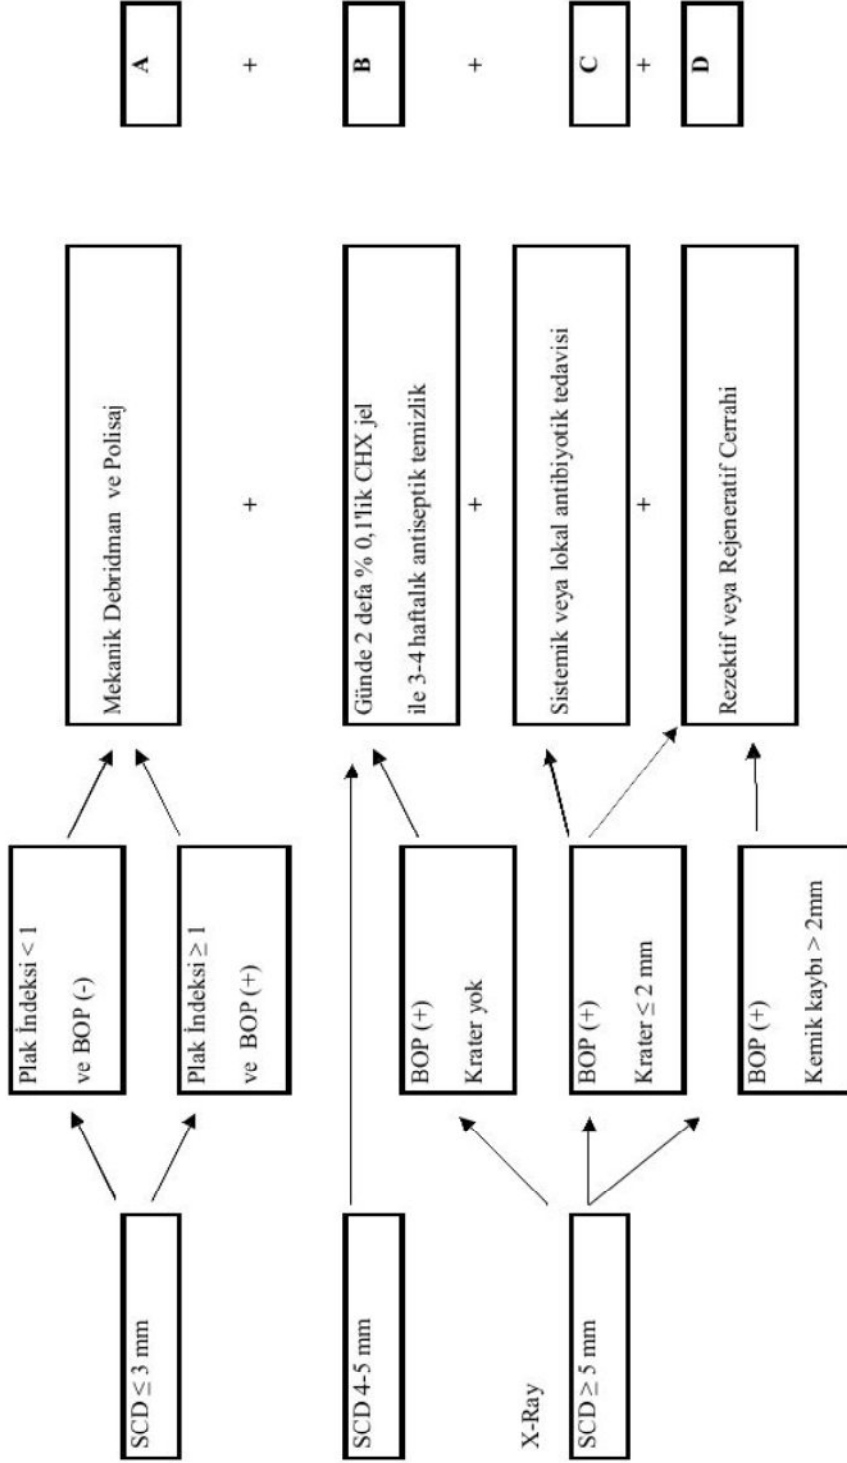 SCD ≤ 3 mm
Plak İndeksi < 1
ve BOP (-)
Plak İndeksi ≥ 1
ve BOP (+)
Mekanik Debridman ve Polisaj
A
+
+
SCD 4-5 mm
Günde 2 defa % 0,1'lik CHX jel
ile 3-4 haftalık antiseptik temizlik
B
+
+
X-Ray
SCD ≥ 5 mm
BOP (+)
Krater yok
BOP (+)
Krater ≤ 2 mm
BOP (+)
Kemik kaybı > 2mm
Sistemik veya lokal antibiyotik tedavisi
C
+
+
Rezektif veya Rejeneratif Cerrahi
D